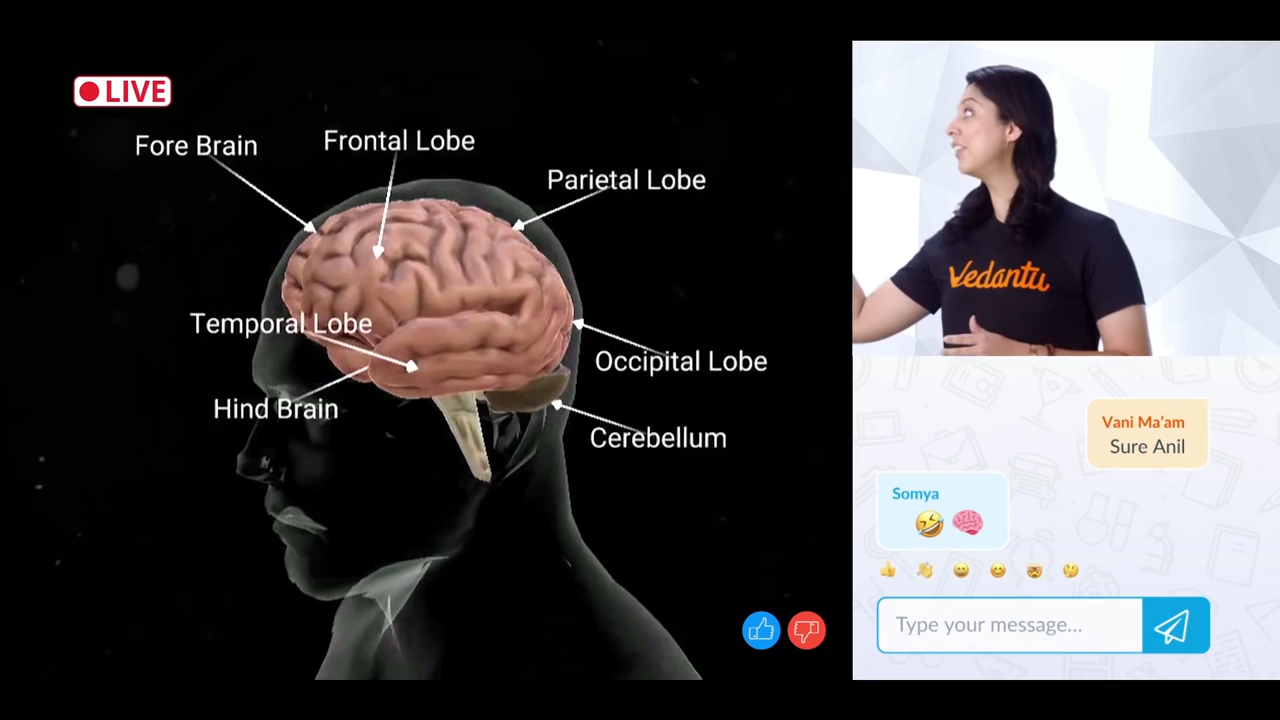 LIVE
Fore Brain
Frontal Lobe
Parietal Lobe
Temporal Lobe
Occipital Lobe
Hind Brain
Cerebellum
Vedantu
Vani Ma'am
Sure Anil
Somya
Type your message...